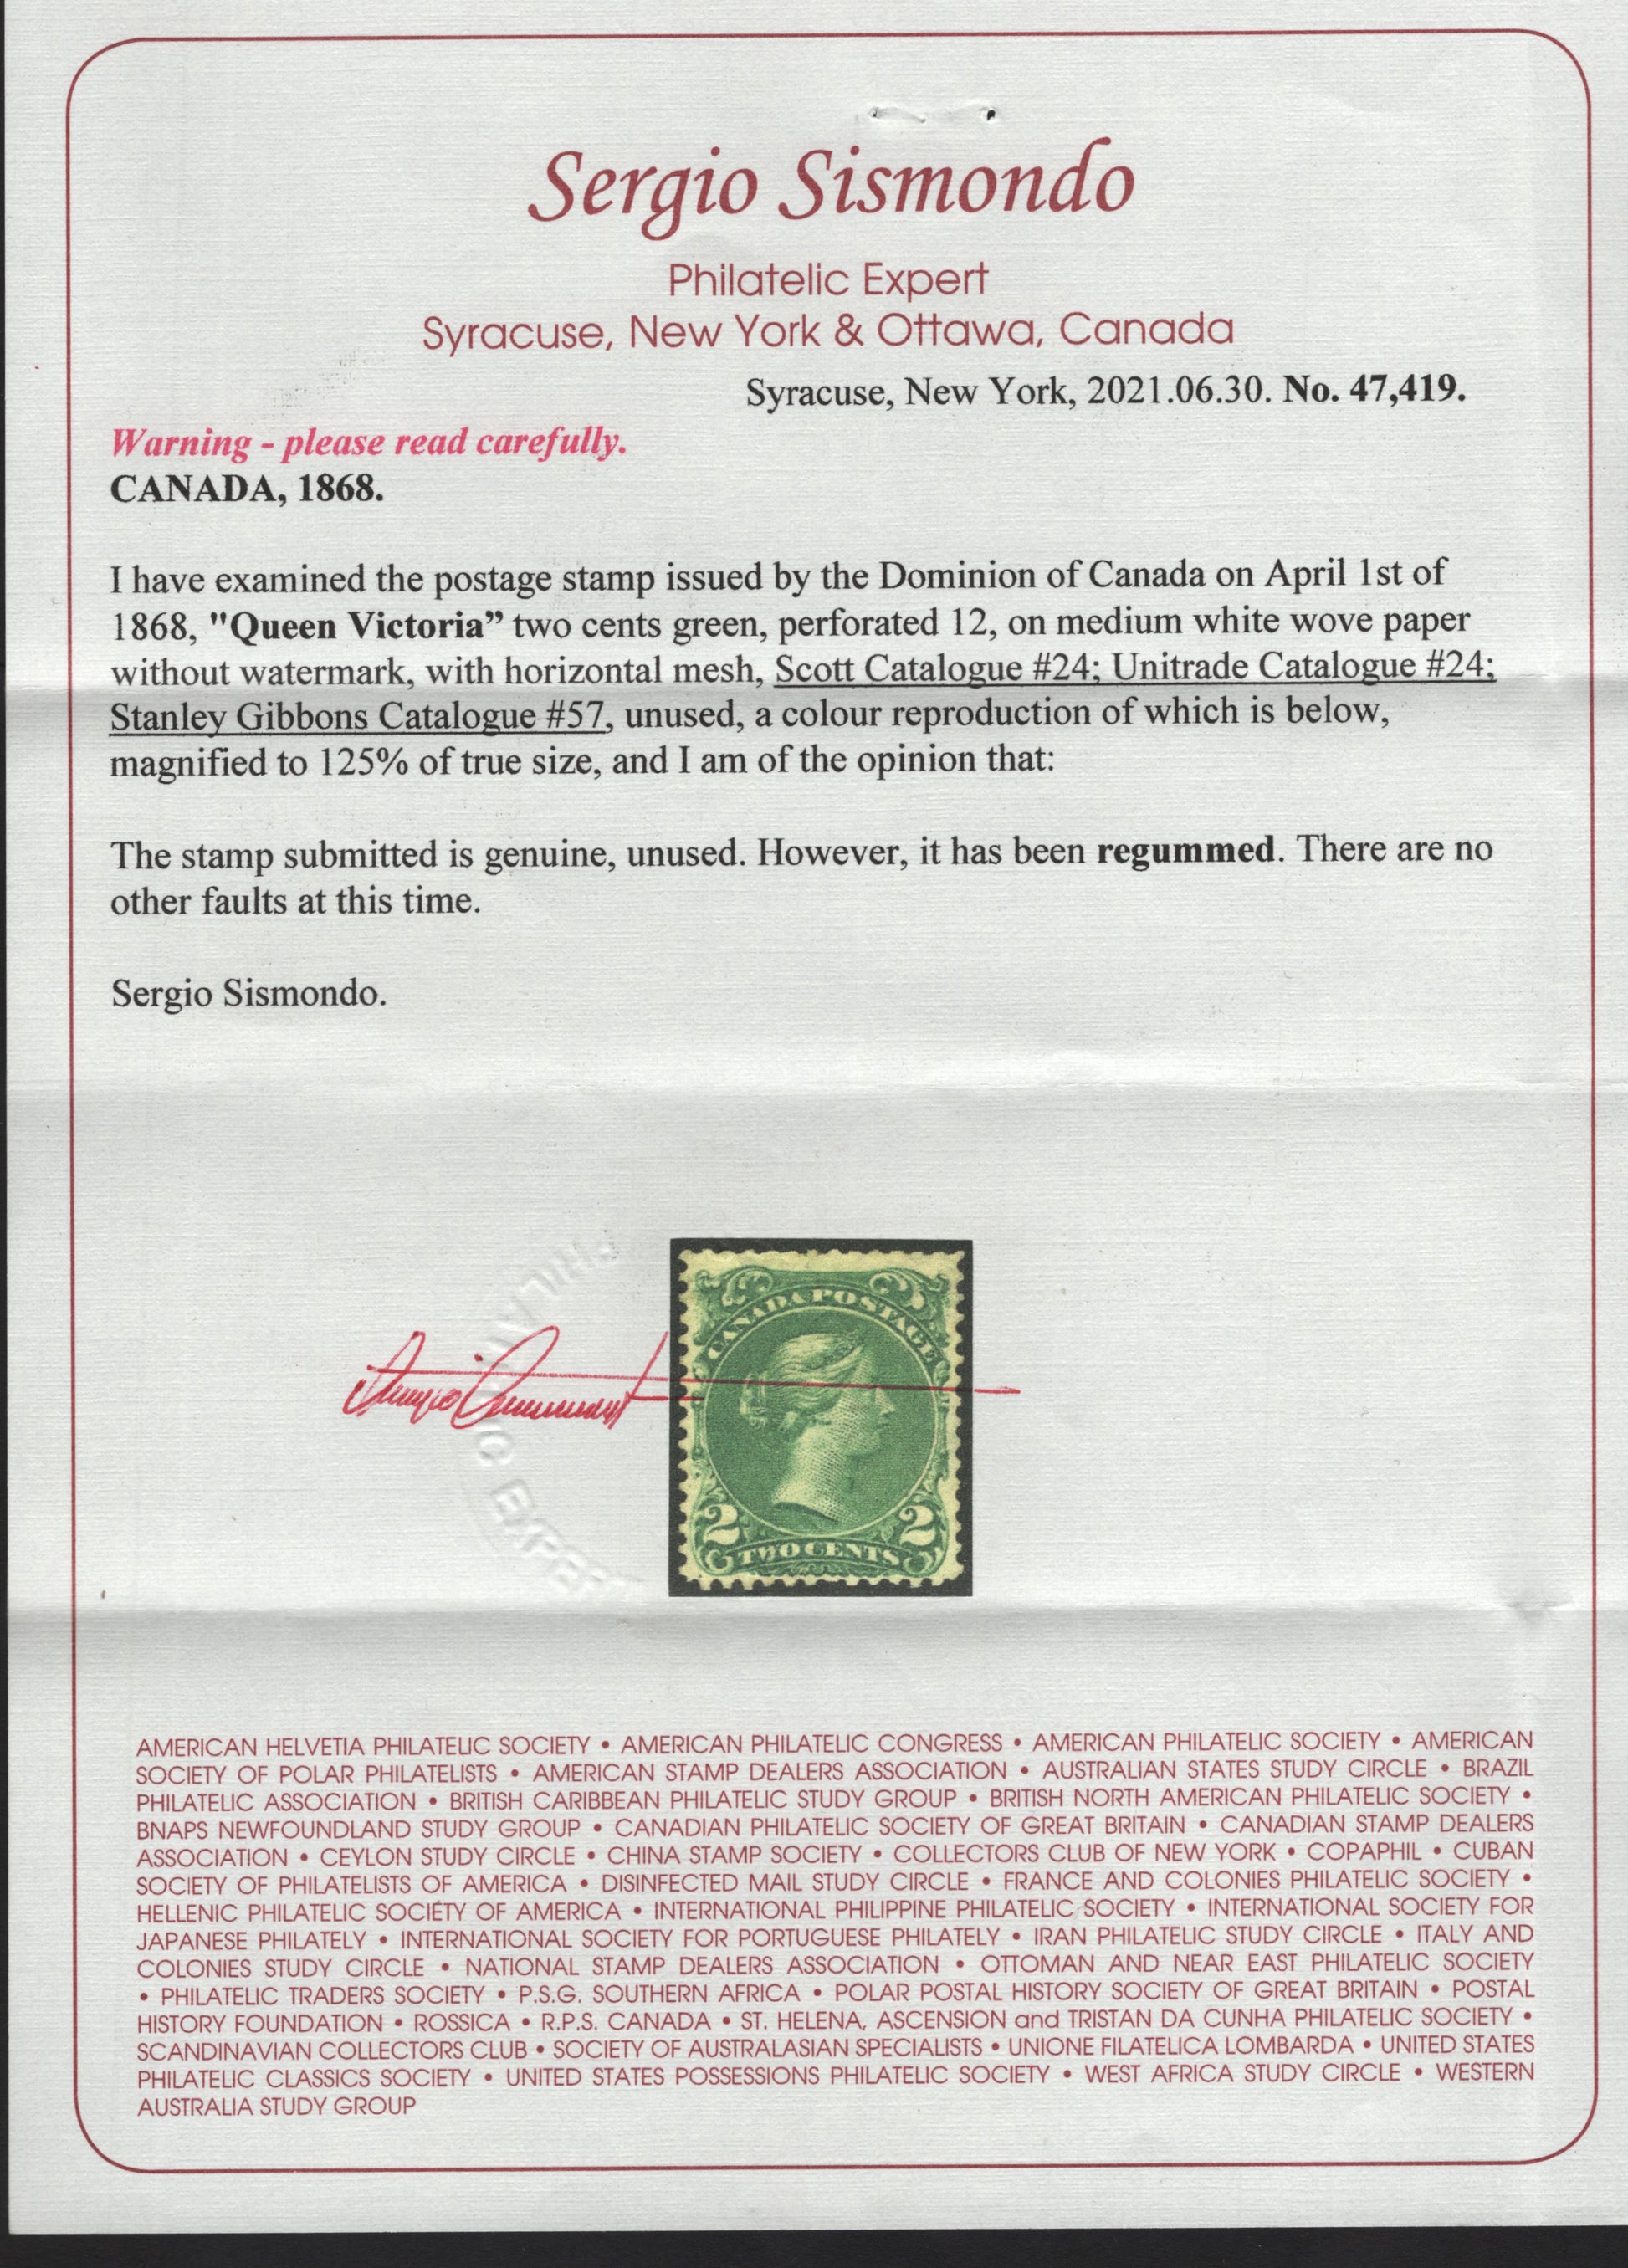 Sergio Sismondo
Philatelic Expert
Syracuse, New York & Ottawa, Canada
Syracuse, New York, 2021.06.30. No. 47,419.
Warning - please read carefully.
CANADA, 1868.
I have examined the postage stamp issued by the Dominion of Canada on April 1st of
1868, "Queen Victoria” two cents green, perforated 12, on medium white wove paper
without watermark, with horizontal mesh, Scott Catalogue #24; Unitrade Catalogue #24;
Stanley Gibbons Catalogue #57, unused, a colour reproduction of which is below,
magnified to 125% of true size, and I am of the opinion that:
The stamp submitted is genuine, unused. However, it has been regummed. There are no
other faults at this time.
Sergio Sismondo.
PHILATELIC EXPERT
CANADA POSTAGE
2 2
TWO CENTS
AMERICAN HELVETIA PHILATELIC SOCIETY • AMERICAN PHILATELIC CONGRESS • AMERICAN PHILATELIC SOCIETY • AMERICAN
SOCIETY OF POLAR PHILATELISTS • AMERICAN STAMP DEALERS ASSOCIATION • AUSTRALIAN STATES STUDY CIRCLE • BRAZIL
PHILATELIC ASSOCIATION • BRITISH CARIBBEAN PHILATELIC STUDY GROUP • BRITISH NORTH AMERICAN PHILATELIC SOCIETY •
BNAPS NEWFOUNDLAND STUDY GROUP • CANADIAN PHILATELIC SOCIETY OF GREAT BRITAIN • CANADIAN STAMP DEALERS
ASSOCIATION • CEYLON STUDY CIRCLE • CHINA STAMP SOCIETY • COLLECTORS CLUB OF NEW YORK • COPAPHIL • CUBAN
SOCIETY OF PHILATELISTS OF AMERICA • DISINFECTED MAIL STUDY CIRCLE • FRANCE AND COLONIES PHILATELIC SOCIETY •
HELLENIC PHILATELIC SOCIETY OF AMERICA • INTERNATIONAL PHILIPPINE PHILATELIC SOCIETY • INTERNATIONAL SOCIETY FOR
JAPANESE PHILATELY • INTERNATIONAL SOCIETY FOR PORTUGUESE PHILATELY • IRAN PHILATELIC STUDY CIRCLE • ITALY AND
COLONIES STUDY CIRCLE • NATIONAL STAMP DEALERS ASSOCIATION • OTTOMAN AND NEAR EAST PHILATELIC SOCIETY
• PHILATELIC TRADERS SOCIETY • P.S.G. SOUTHERN AFRICA • POLAR POSTAL HISTORY SOCIETY OF GREAT BRITAIN • POSTAL
HISTORY FOUNDATION • ROSSICA • R.P.S. CANADA • ST. HELENA, ASCENSION and TRISTAN DA CUNHA PHILATELIC SOCIETY •
SCANDINAVIAN COLLECTORS CLUB • SOCIETY OF AUSTRALASIAN SPECIALISTS • UNIONE FILATELICA LOMBARDA • UNITED STATES
PHILATELIC CLASSICS SOCIETY • UNITED STATES POSSESSIONS PHILATELIC SOCIETY • WEST AFRICA STUDY CIRCLE • WESTERN
AUSTRALIA STUDY GROUP